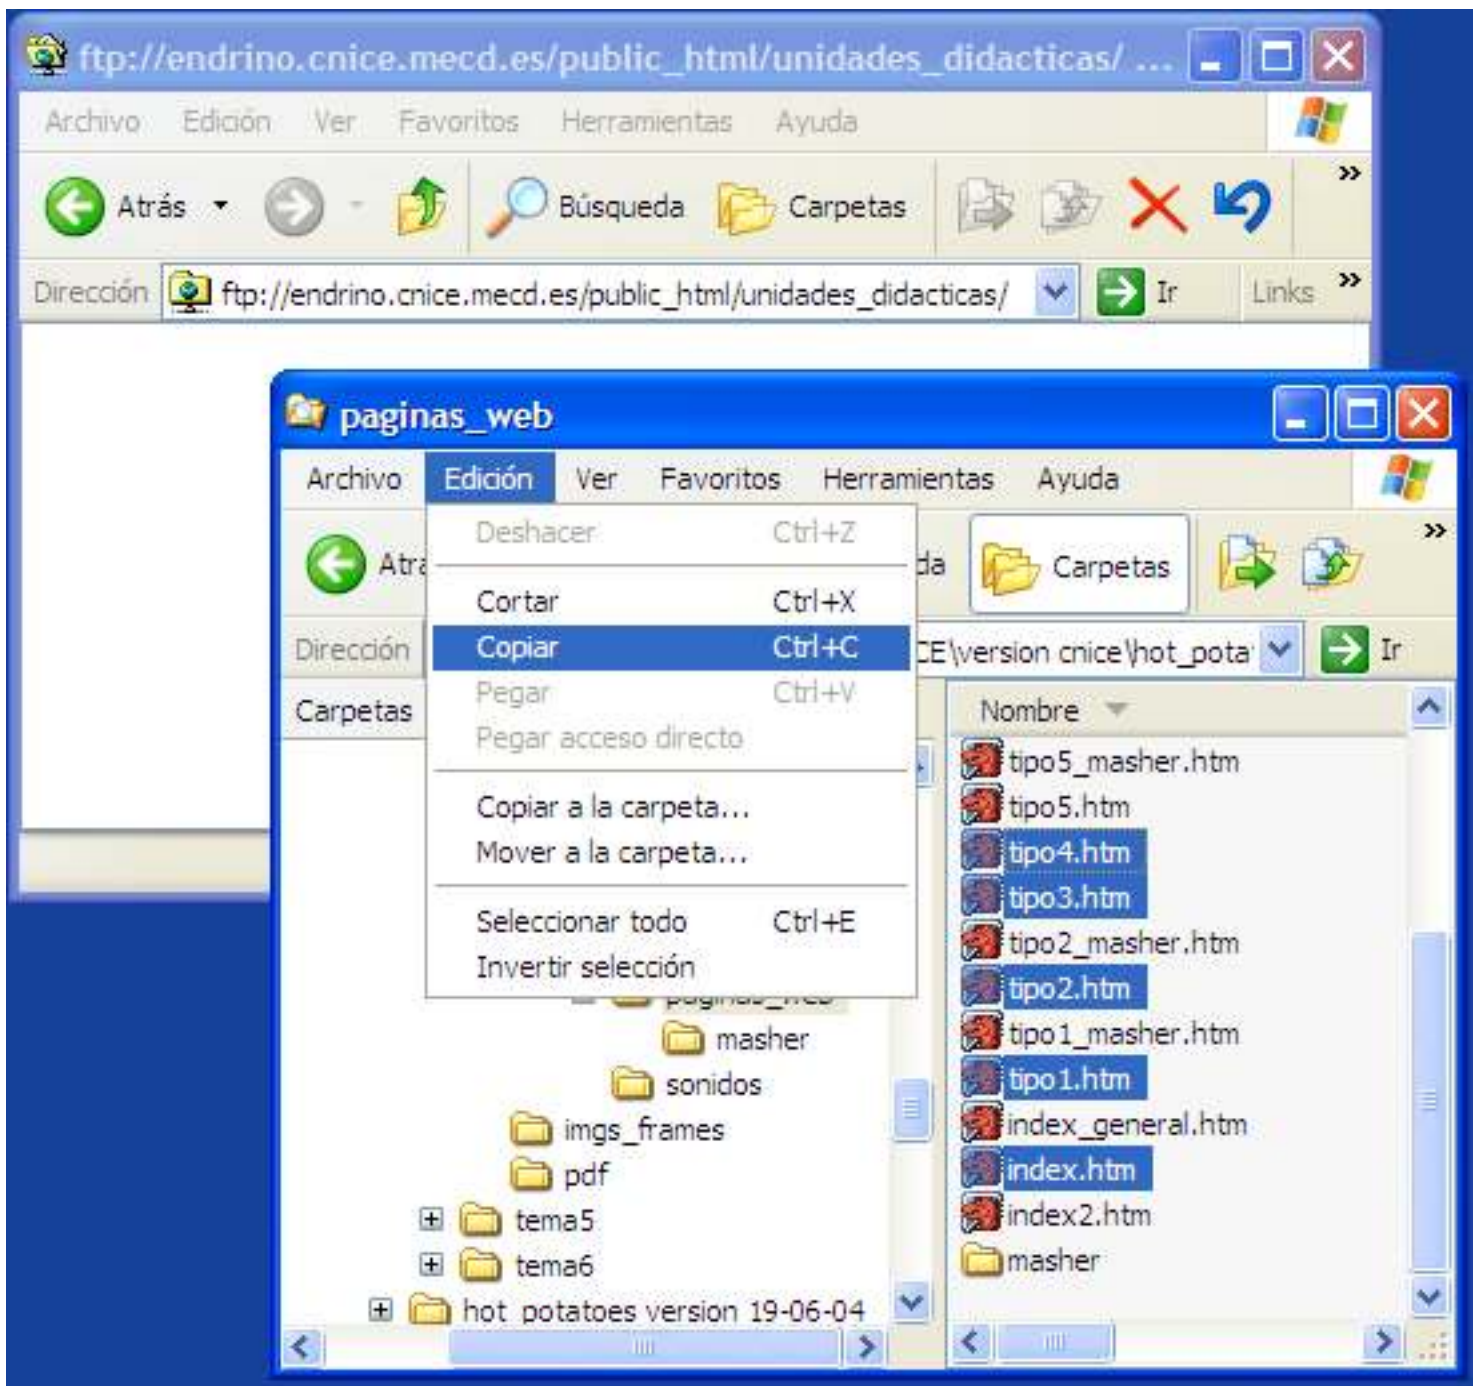 ftp://endrino.cnice.mecd.es/public_html/unidades_didacticas/ ...
Archivo Edición Ver Favoritos Herramientas Ayuda
Atrás Búsqueda Carpetas »
Dirección ftp://endrino.cnice.mecd.es/public_html/unidades_didacticas/ Ir Links »
paginas_web
Archivo Edición Ver Favoritos Herramientas Ayuda
Atrá da Carpetas »
Dirección CE\version cnice\hot_pota Ir
Carpetas
Deshacer Ctrl+Z
Cortar Ctrl+X
Copiar Ctrl+C
Pegar Ctrl+V
Pegar acceso directo
Copiar a la carpeta...
Mover a la carpeta...
Seleccionar todo Ctrl+E
Invertir selección
paginas_web
masher
sonidos
imgs_frames
pdf
tema5
tema6
hot potatoes version 19-06-04
Nombre
tipo5_masher.htm
tipo5.htm
tipo4.htm
tipo3.htm
tipo2_masher.htm
tipo2.htm
tipo1_masher.htm
tipo1.htm
index_general.htm
index.htm
index2.htm
masher